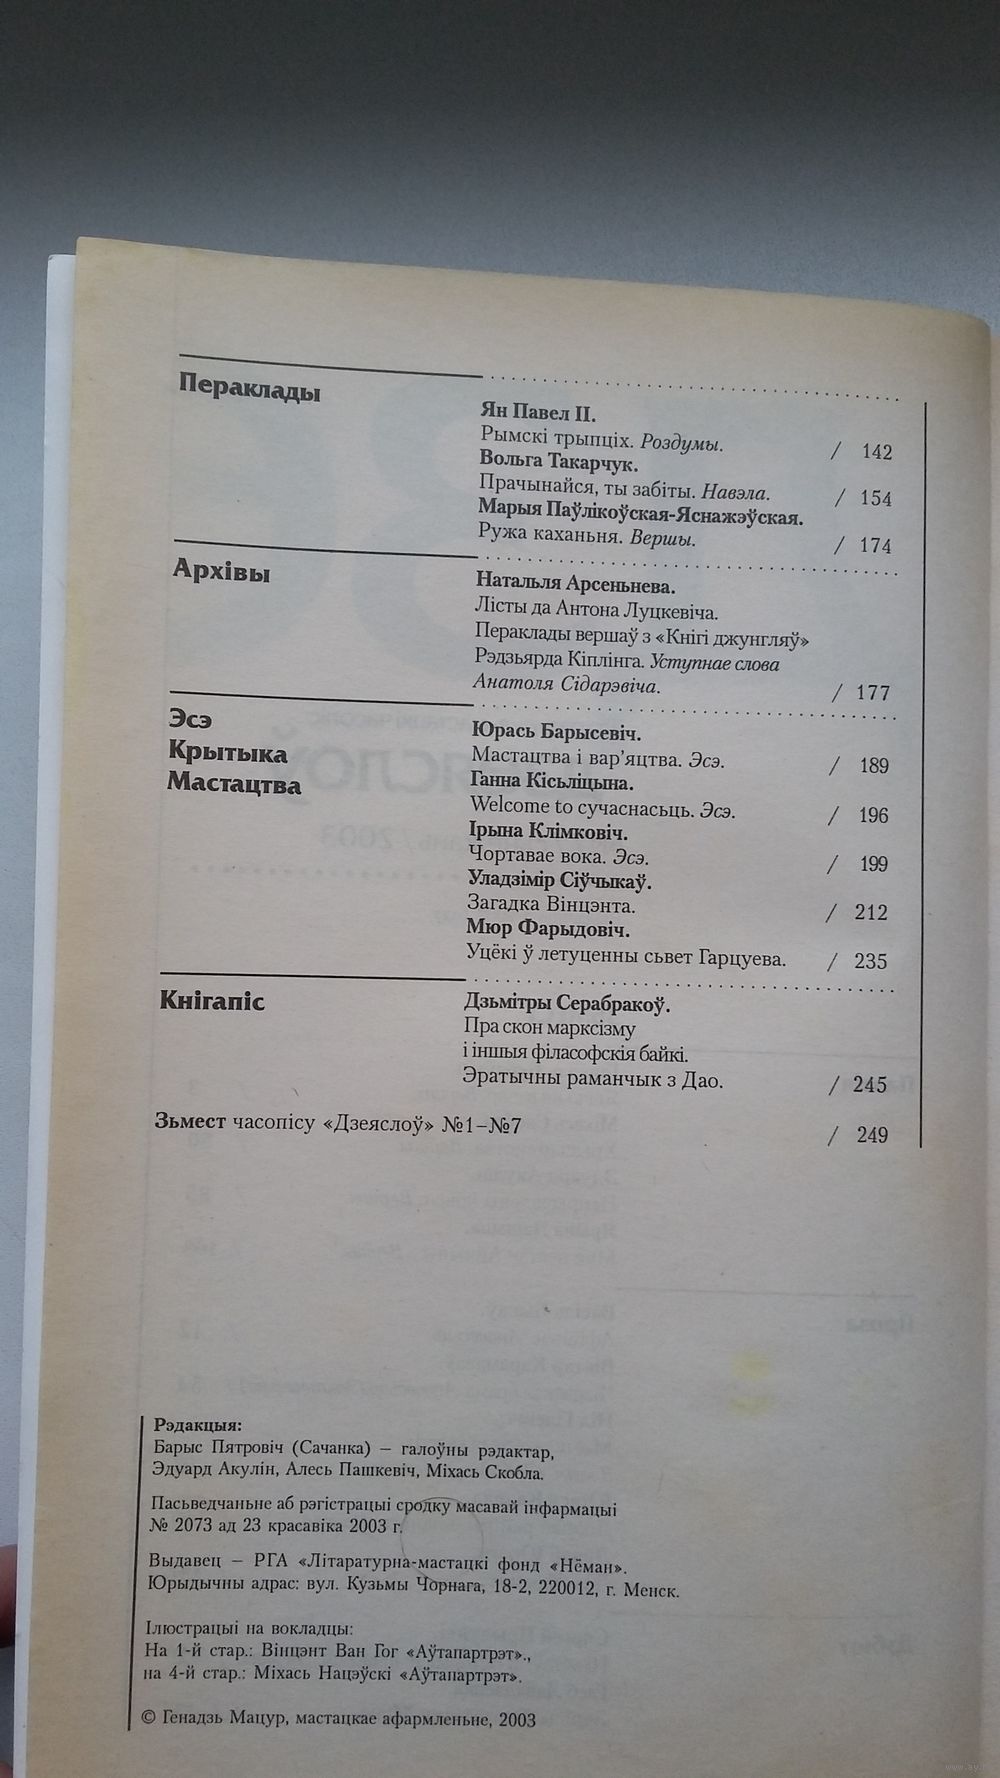 Пераклады
Ян Павел II.
Рымскі трыпціх. Роздумы. / 142
Вольга Такарчук.
Прачынайся, ты забіты. Навэла. / 154
Марыя Паўлікоўская-Яснажэўская.
Ружа каханьня. Вершы. / 174
Архівы
Натальля Арсеньнева.
Лісты да Антона Луцкевіча.
Пераклады вершаў з «Кнігі джунгляў»
Рэдзьярда Кіплінга. Уступнае слова
Анатоля Сідарэвіча. / 177
Эсэ
Крытыка
Мастацтва
Юрась Барысевіч.
Мастацтва і вар’яцтва. Эсэ. / 189
Ганна Кісьліцына.
Welcome to сучаснасьць. Эсэ. / 196
Ірына Клімковіч.
Чортавае вока. Эсэ. / 199
Уладзімір Сіўчыкаў.
Загадка Вінцэнта. / 212
Мюр Фарыдовіч.
Уцёкі ў летуценны сьвет Гарцуева. / 235
Кнігапіс
Дзьмітры Серабракоў.
Пра скон марксізму
і іншыя філасофскія байкі.
Эратычны раманчык з Дао. / 245
Зьмест часопісу «Дзеяслоў» №1–№7 / 249
Рэдакцыя:
Барыс Пятровіч (Сачанка) – галоўны рэдактар,
Эдуард Акулін, Алесь Пашкевіч, Міхась Скобла.
Пасьведчаньне аб рэгістрацыі сродку масавай інфармацыі
№ 2073 ад 23 красавіка 2003 г.
Выдавец – РГА «Літаратурна-мастацкі фонд «Нёман».
Юрыдычны адрас: вул. Кузьмы Чорнага, 18-2, 220012, г. Менск.
Ілюстрацыі на вокладцы:
На 1-й стар.: Вінцэнт Ван Гог «Аўтапартрэт».,
на 4-й стар.: Міхась Нацэўскі «Аўтапартрэт».
© Генадзь Мацур, мастацкае афармленьне, 2003